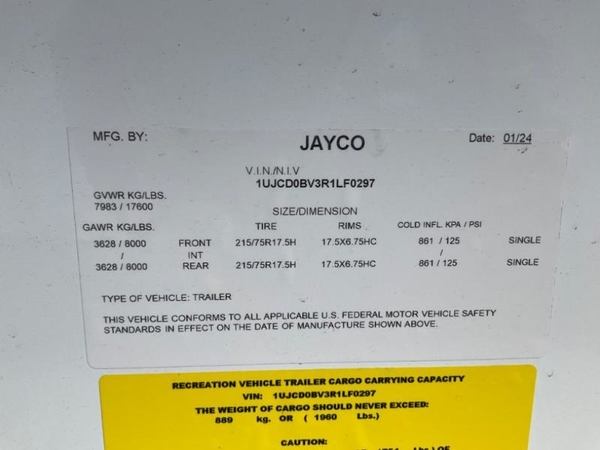 MFG. BY: JAYCO Date: 01/24
V.I.N./N.I.V
1UJCD0BV3R1LF0297
GVWR KG/LBS.
7983 / 17600
SIZE/DIMENSION
GAWR KG/LBS. TIRE RIMS COLD INFL. KPA / PSI
3628 / 8000 FRONT 215/75R17.5H 17.5X6.75HC 861 / 125 SINGLE
/ INT /
3628 / 8000 REAR 215/75R17.5H 17.5X6.75HC 861 / 125 SINGLE
TYPE OF VEHICLE: TRAILER
THIS VEHICLE CONFORMS TO ALL APPLICABLE U.S. FEDERAL MOTOR VEHICLE SAFETY
STANDARDS IN EFFECT ON THE DATE OF MANUFACTURE SHOWN ABOVE.
RECREATION VEHICLE TRAILER CARGO CARRYING CAPACITY
VIN: 1UJCD0BV3R1LF0297
THE WEIGHT OF CARGO SHOULD NEVER EXCEED:
889 kg. OR ( 1960 Lbs.)
CAUTION: